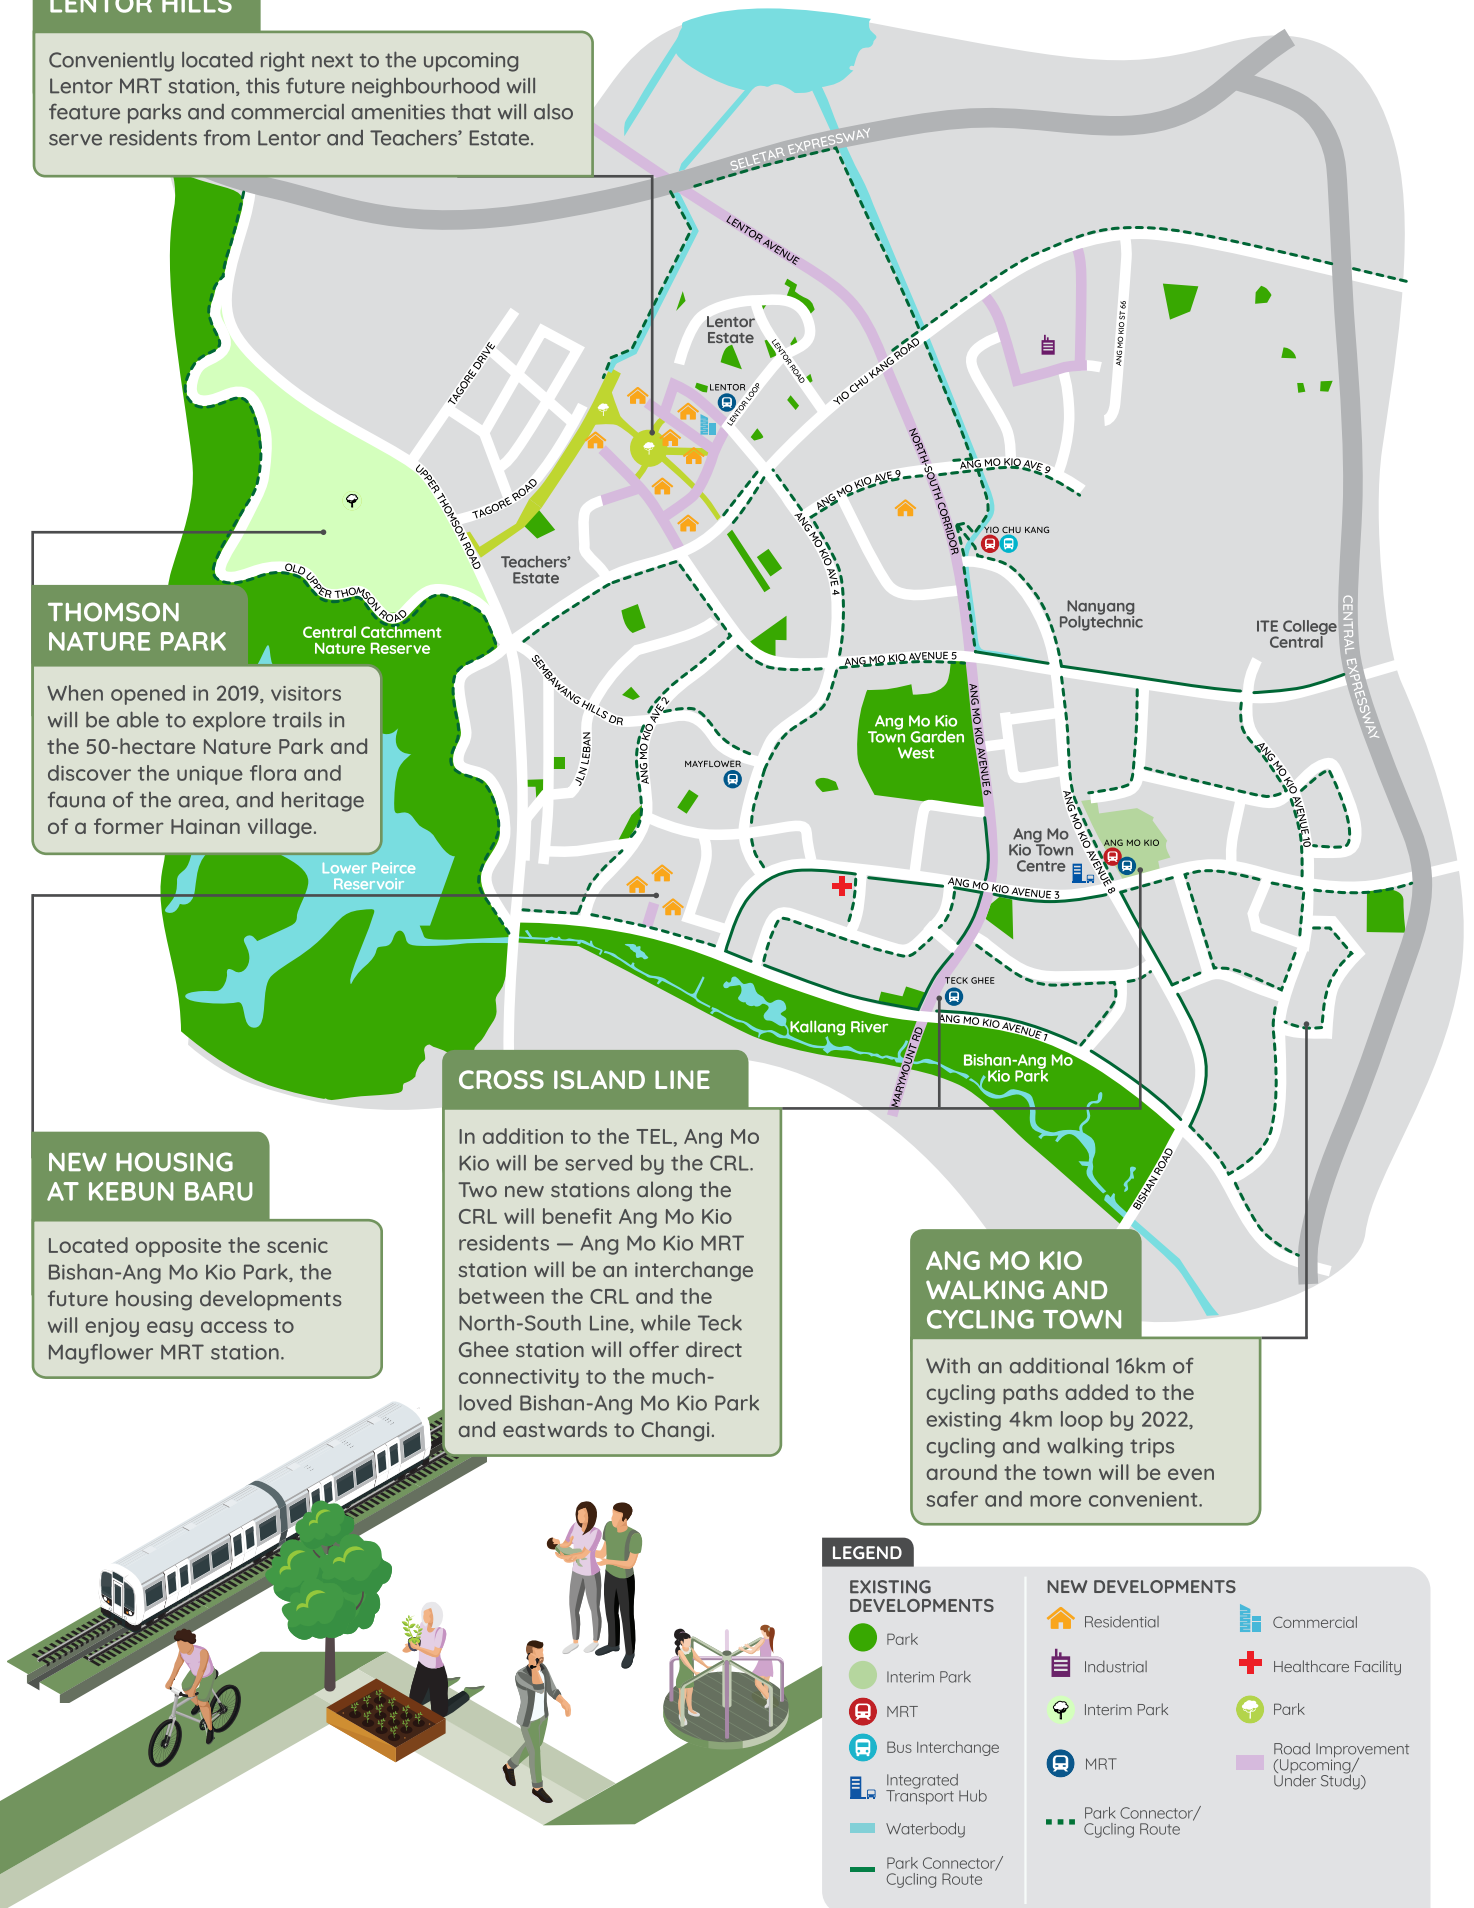 LENTOR HILLS
Conveniently located right next to the upcoming
Lentor MRT station, this future neighbourhood will
feature parks and commercial amenities that will also
serve residents from Lentor and Teachers' Estate.
SELETAR EXPRESSWAY
LENTOR AVENUE
Lentor
Estate
LENTOR ROAD
LENTOR
LENTOR LOOP
YIO CHU KANG ROAD
ANG MO KIO ST 66
TAGORE DRIVE
TAGORE ROAD
UPPER THOMSON ROAD
OLD UPPER THOMSON ROAD
Teachers'
Estate
NORTH-SOUTH CORRIDOR
ANG MO KIO AVE 9
ANG MO KIO AVE 9
ANG MO KIO AVE 4
YIO CHU KANG
Nanyang
Polytechnic
ITE College
Central
CENTRAL EXPRESSWAY
THOMSON
NATURE PARK
When opened in 2019, visitors
will be able to explore trails in
the 50-hectare Nature Park and
discover the unique flora and
fauna of the area, and heritage
of a former Hainan village.
Central Catchment
Nature Reserve
Lower Peirce
Reservoir
SEMBAWANG HILLS DR
JLN LEBAN
ANG MO KIO AVE 2
MAYFLOWER
ANG MO KIO AVENUE 5
Ang Mo Kio
Town Garden
West
ANG MO KIO AVENUE 6
Ang Mo
Kio Town
Centre
ANG MO KIO
ANG MO KIO AVENUE 8
ANG MO KIO AVENUE 10
ANG MO KIO AVENUE 3
TECK GHEE
ANG MO KIO AVENUE 1
MARYMOUNT RD
Kallang River
Bishan-Ang Mo
Kio Park
BISHAN ROAD
NEW HOUSING
AT KEBUN BARU
Located opposite the scenic
Bishan-Ang Mo Kio Park, the
future housing developments
will enjoy easy access to
Mayflower MRT station.
CROSS ISLAND LINE
In addition to the TEL, Ang Mo
Kio will be served by the CRL.
Two new stations along the
CRL will benefit Ang Mo Kio
residents — Ang Mo Kio MRT
station will be an interchange
between the CRL and the
North-South Line, while Teck
Ghee station will offer direct
connectivity to the much-
loved Bishan-Ang Mo Kio Park
and eastwards to Changi.
ANG MO KIO
WALKING AND
CYCLING TOWN
With an additional 16km of
cycling paths added to the
existing 4km loop by 2022,
cycling and walking trips
around the town will be even
safer and more convenient.
LEGEND
EXISTING
DEVELOPMENTS
Park
Interim Park
MRT
Bus Interchange
Integrated
Transport Hub
Waterbody
Park Connector/
Cycling Route
NEW DEVELOPMENTS
Residential
Industrial
Interim Park
MRT
Park Connector/
Cycling Route
Commercial
Healthcare Facility
Park
Road Improvement
(Upcoming/
Under Study)